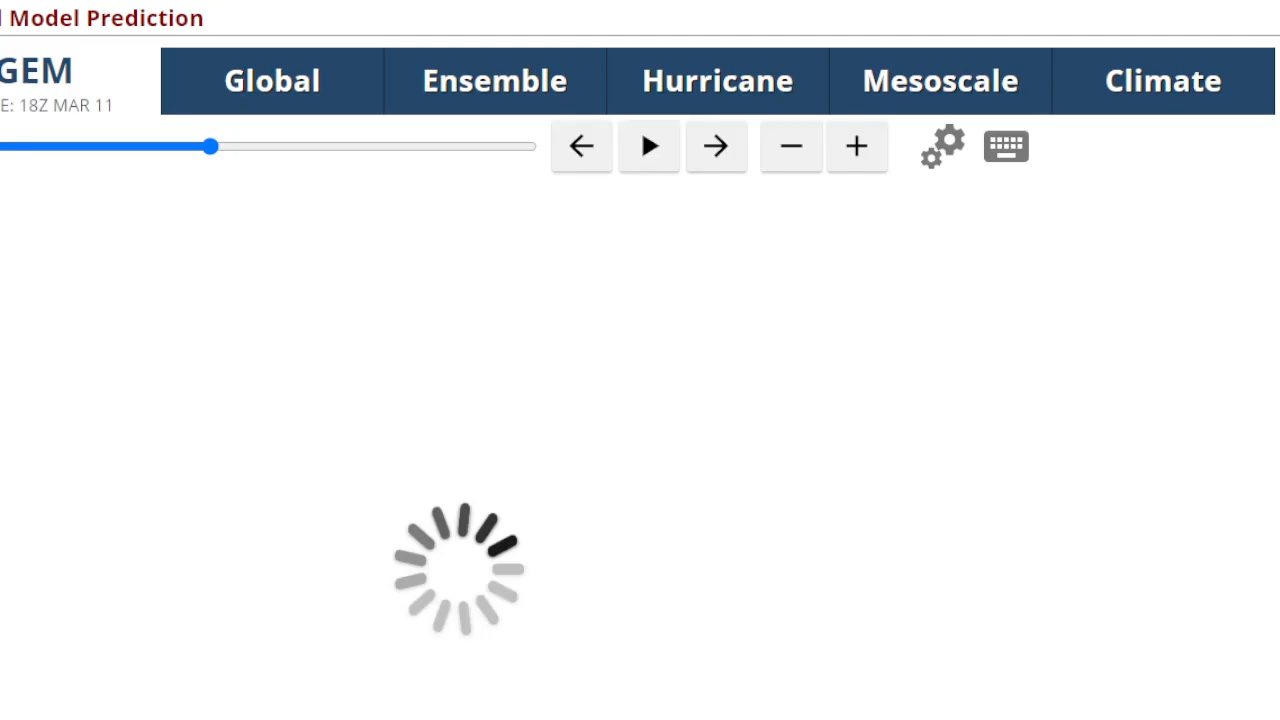 Model Prediction
GEM
E: 18Z MAR 11
Global
Ensemble
Hurricane
Mesoscale
Climate